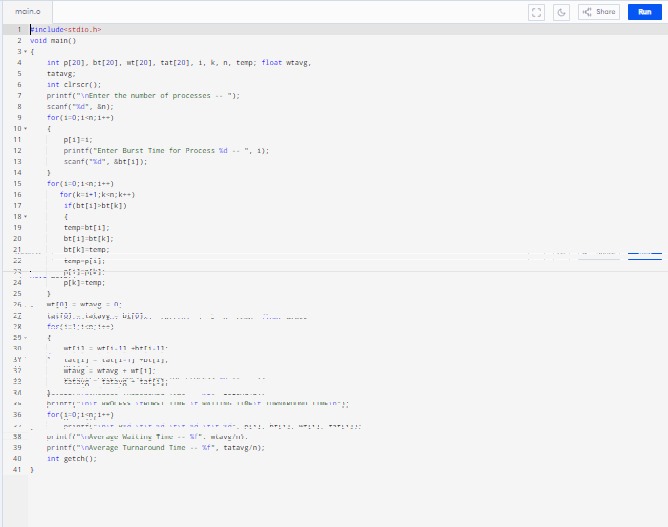 main.c
Share
Run
1 #include<stdio.h>
2 void main()
3 {
4 int p[20], bt[20], wt[20], tat[20], i, k, n, temp; float wtavg,
5 tatavg;
6 int clrscr();
7 printf("\nEnter the number of processes -- ");
8 scanf("%d", &n);
9 for(i=0;i<n;i++)
10 {
11 p[i]=i;
12 printf("Enter Burst Time for Process %d -- ", i);
13 scanf("%d", &bt[i]);
14 }
15 for(i=0;i<n;i++)
16 for(k=i+1;k<n;k++)
17 if(bt[i]>bt[k])
18 {
19 temp=bt[i];
20 bt[i]=bt[k];
21 bt[k]=temp;
22 temp=p[i];
23 p[i]=p[k];
24 p[k]=temp;
25 }
26 wt[0] = wtavg = 0;
27 tat[0] = tatavg = bt[0];
28 for(i=1;i<n;i++)
29 {
30 wt[i] = wt[i-1] +bt[i-1];
31 tat[i] = tat[i-1] +bt[i];
32 wtavg = wtavg + wt[i];
33 tatavg = tatavg + tat[i];
34 }
35 printf("\n\t PROCESS \tBURST TIME \t WAITING TIME\t TURNAROUND TIME\n");
36 for(i=0;i<n;i++)
37 p[i], bt[i], wt[i], tat[i]);
38 printf("\nAverage Waiting Time -- %f", wtavg/n);
39 printf("\nAverage Turnaround Time -- %f", tatavg/n);
40 int getch();
41 }